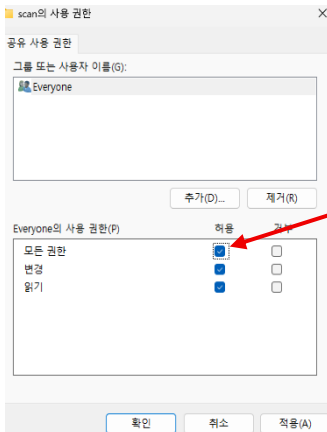 scan의 사용 권한
공유 사용 권한
그룹 또는 사용자 이름(G):
Everyone
추가(D)... 제거(R)
Everyone의 사용 권한(P) 허용 거부
모든 권한
변경
읽기
확인 취소 적용(A)